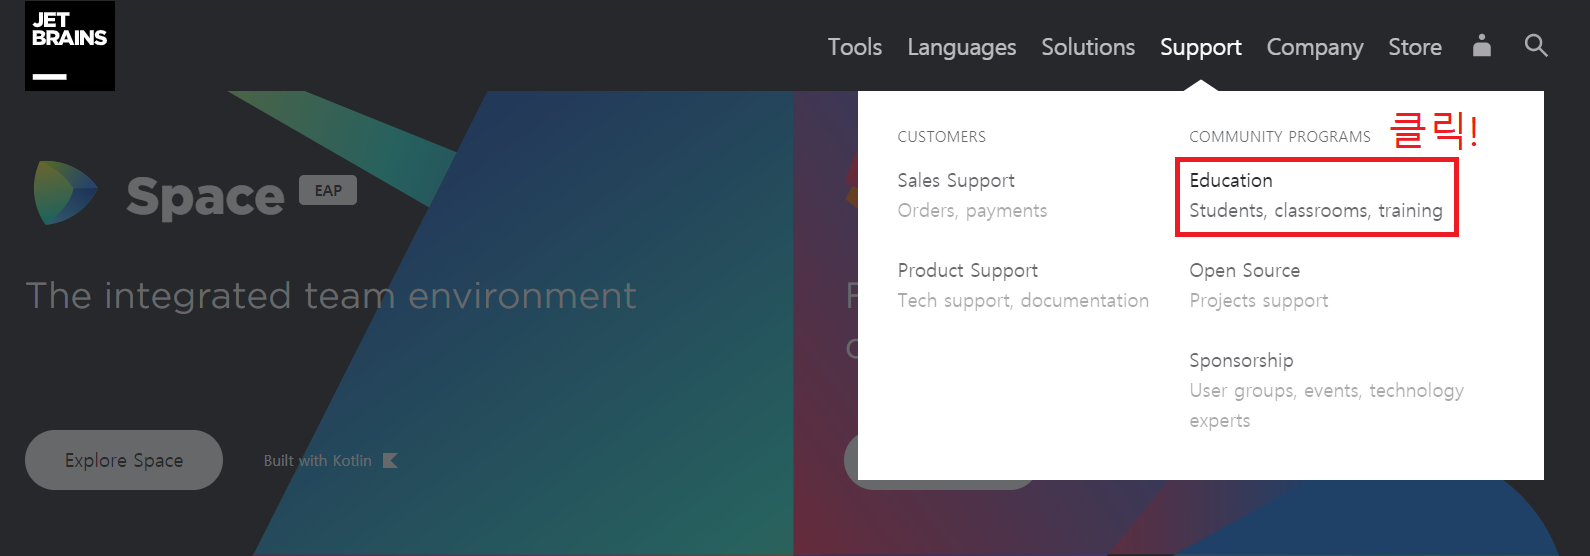 JET
BRAINS
Tools Languages Solutions Support Company Store
Space EAP
The integrated team environment
Explore Space
Built with Kotlin
CUSTOMERS
Sales Support
Orders, payments
Product Support
Tech support, documentation
COMMUNITY PROGRAMS
클릭!
Education
Students, classrooms, training
Open Source
Projects support
Sponsorship
User groups, events, technology
experts